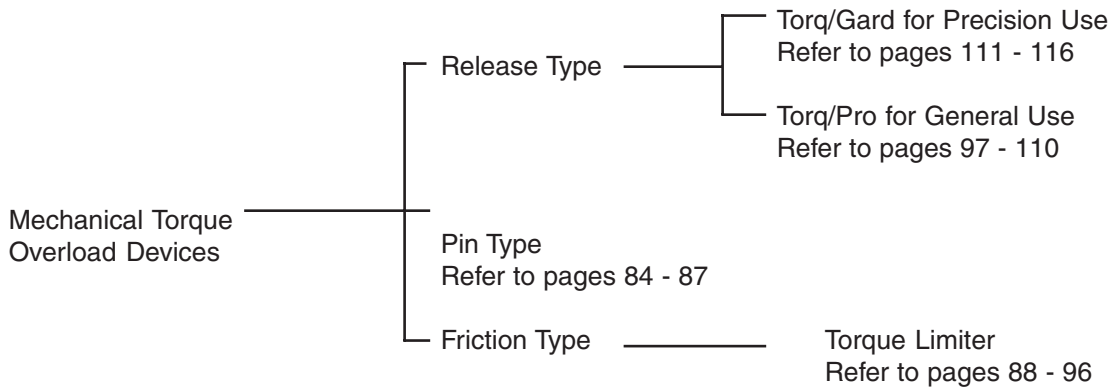 Torq/Gard for Precision Use
Refer to pages 111 - 116
Release Type
Torq/Pro for General Use
Refer to pages 97 - 110
Mechanical Torque
Overload Devices
Pin Type
Refer to pages 84 - 87
Friction Type
Torque Limiter
Refer to pages 88 - 96